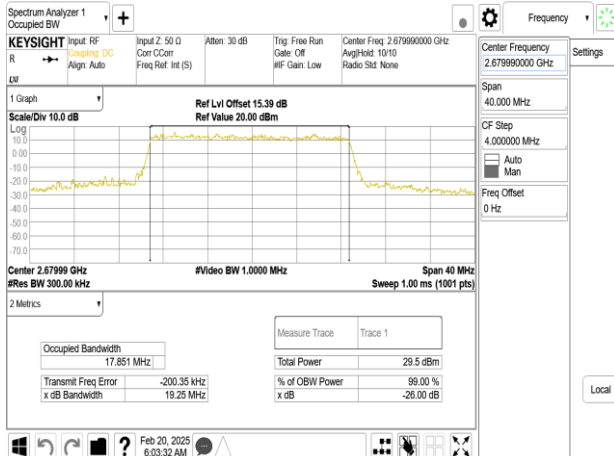 Spectrum Analyzer 1
Occupied BW
▼
+
Frequency
▼
KEYSIGHT
Input: RF
Coupling: DC
Align: Auto
R
LXI
Input Z: 50 Ω
Corr CCorr
Freq Ref: Int (S)
Atten: 30 dB
Trig: Free Run
Gate: Off
#IF Gain: Low
Center Freq: 2.679990000 GHz
Avg|Hold: 10/10
Radio Std: None
Center Frequency
2.679990000 GHz
Settings
Span
40.000 MHz
CF Step
4.000000 MHz
Auto
Man
Freq Offset
0 Hz
Local
1 Graph
▼
Scale/Div 10.0 dB
Ref Lvl Offset 15.39 dB
Ref Value 20.00 dBm
Log
10.0
0.00
-10.0
-20.0
-30.0
-40.0
-50.0
-60.0
-70.0
Center 2.67999 GHz
#Res BW 300.00 kHz
#Video BW 1.0000 MHz
Span 40 MHz
Sweep 1.00 ms (1001 pts)
2 Metrics
▼
Measure Trace
Trace 1
Occupied Bandwidth
17.851 MHz
Total Power
29.5 dBm
Transmit Freq Error
-200.35 kHz
% of OBW Power
99.00 %
x dB Bandwidth
19.25 MHz
x dB
-26.00 dB
?
Feb 20, 2025
6:03:32 AM